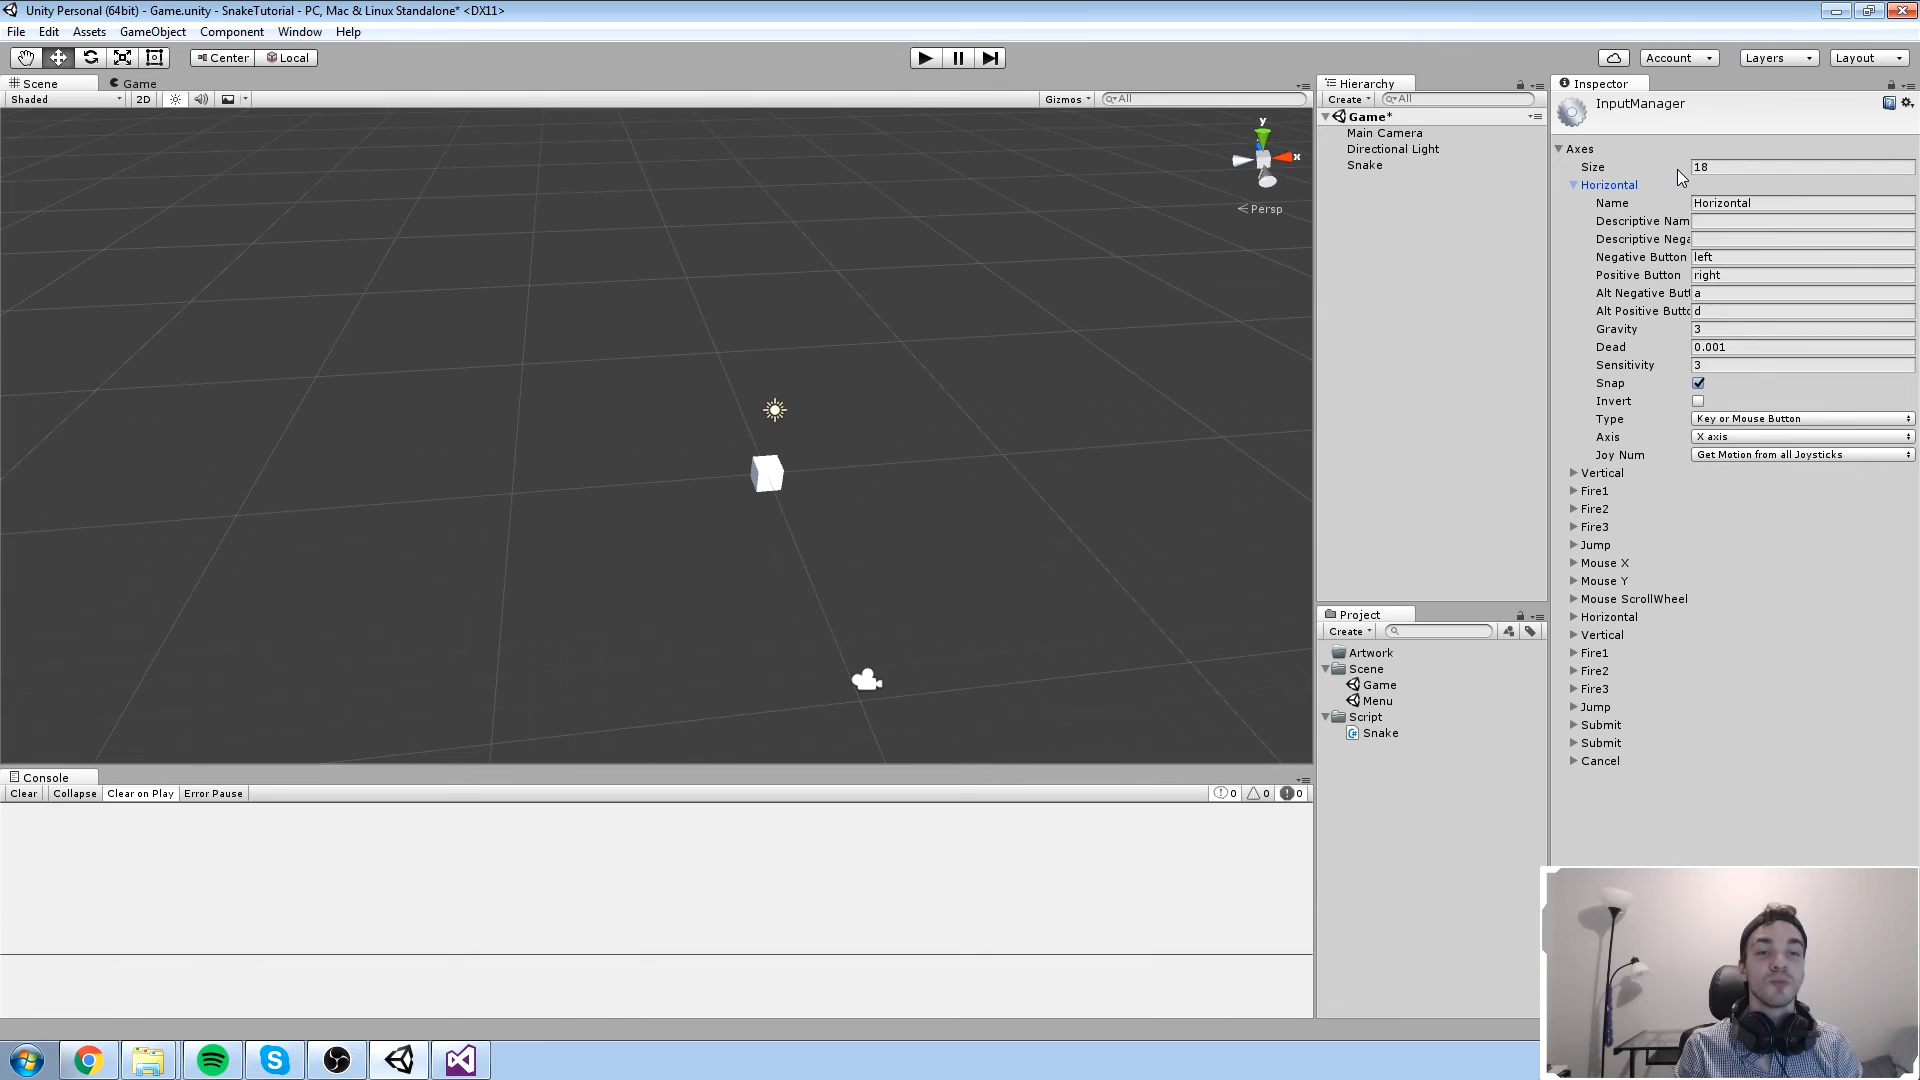 Unity Personal (64bit) - Game.unity - SnakeTutorial - PC, Mac & Linux Standalone* <DX11>
File Edit Assets GameObject Component Window Help
Center Local Account Layers Layout
Scene Game
Shaded 2D Gizmos All
y
x
Persp
Hierarchy
Create All
Game*
Main Camera
Directional Light
Snake
Project
Create
Artwork
Scene
Game
Menu
Script
Snake
Inspector
InputManager
Axes
Size 18
Horizontal
Name Horizontal
Descriptive Nam
Descriptive Nega
Negative Button left
Positive Button right
Alt Negative Butt a
Alt Positive Butto d
Gravity 3
Dead 0.001
Sensitivity 3
Snap
Invert
Type Key or Mouse Button
Axis X axis
Joy Num Get Motion from all Joysticks
Vertical
Fire1
Fire2
Fire3
Jump
Mouse X
Mouse Y
Mouse ScrollWheel
Horizontal
Vertical
Fire1
Fire2
Fire3
Jump
Submit
Submit
Cancel
Console
Clear Collapse Clear on Play Error Pause 0 0 0